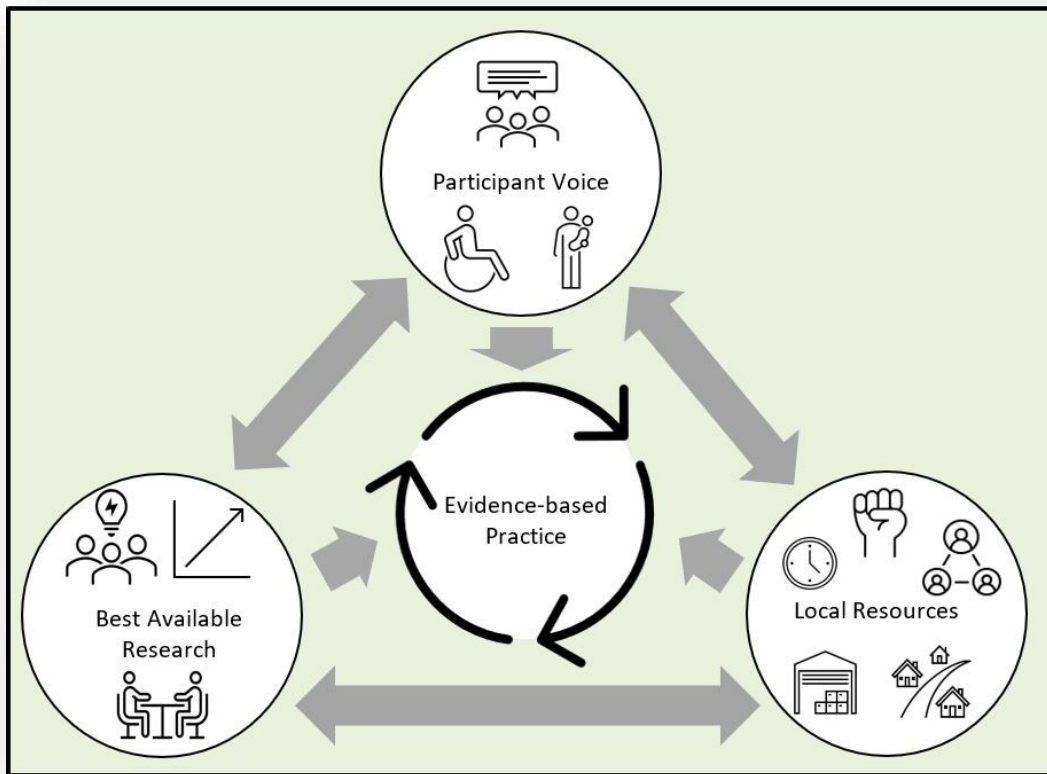 Participant Voice
Evidence-based
Practice
Best Available
Research
Local Resources